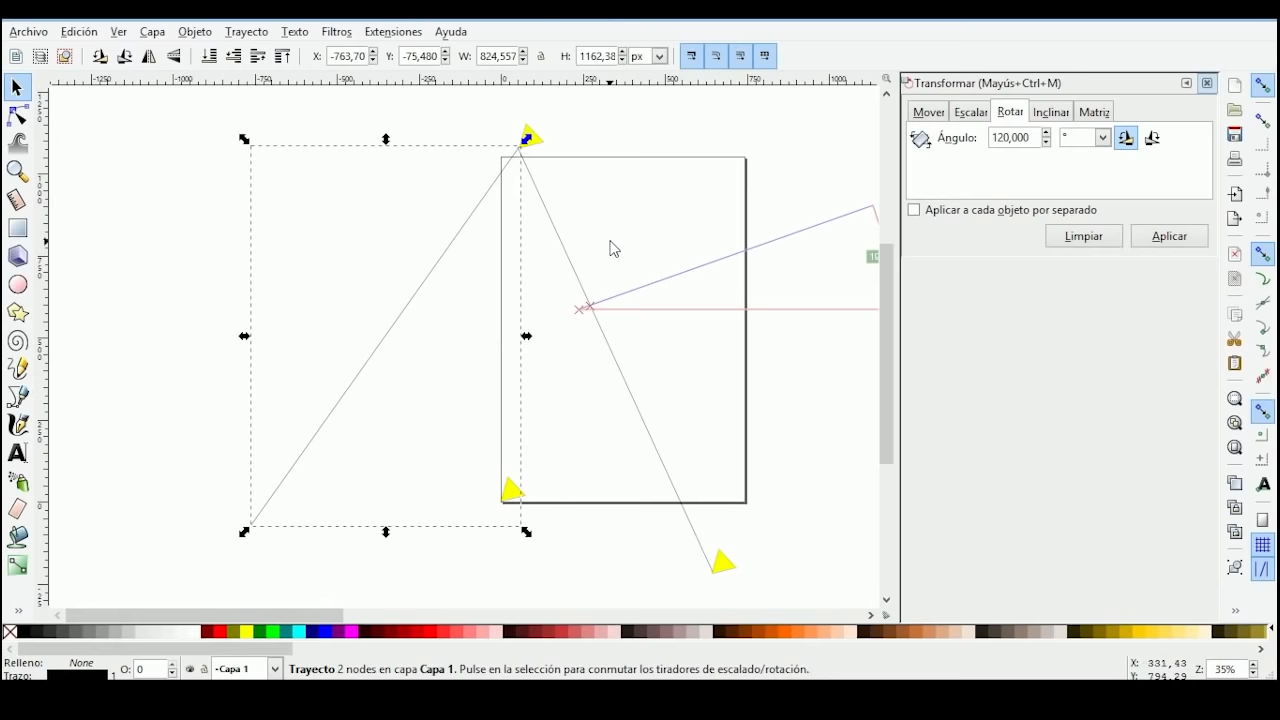 Archivo Edición Ver Capa Objeto Trayecto Texto Filtros Extensiones Ayuda
X: -763,70 Y: -75,480 W: 824,557 H: 1162,38 px
Transformar (Mayús+Ctrl+M)
Mover Escalar Rotar Inclinar Matriz
Ángulo: 120,000 °
Aplicar a cada objeto por separado
Limpiar Aplicar
Relleno: None
Trazo: 1
O: 0
-Capa 1
Trayecto 2 nodes en capa Capa 1. Pulse en la selección para conmutar los tiradores de escalado/rotación.
X: 331,43
Y: 794,29
Z: 35%